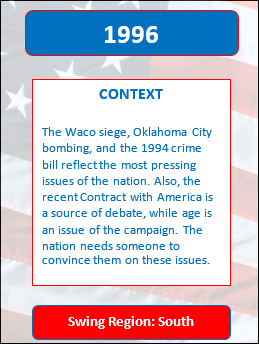 1996
CONTEXT
The Waco siege, Oklahoma City
bombing, and the 1994 crime
bill reflect the most pressing
issues of the nation. Also, the
recent Contract with America is
a source of debate, while age is
an issue of the campaign. The
nation needs someone to
convince them on these issues.
Swing Region: South